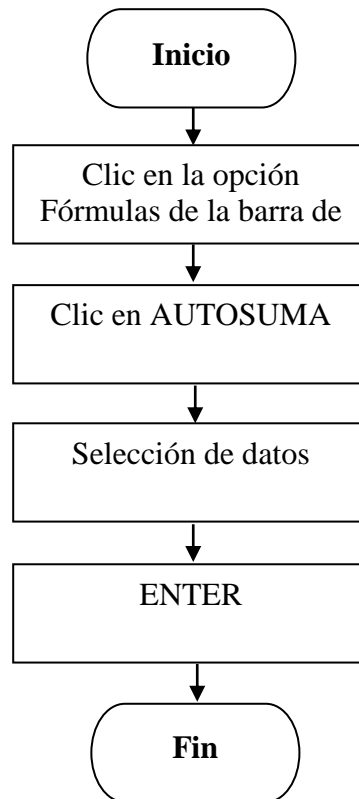 Inicio
Clic en la opción
Fórmulas de la barra de
Clic en AUTOSUMA
Selección de datos
ENTER
Fin